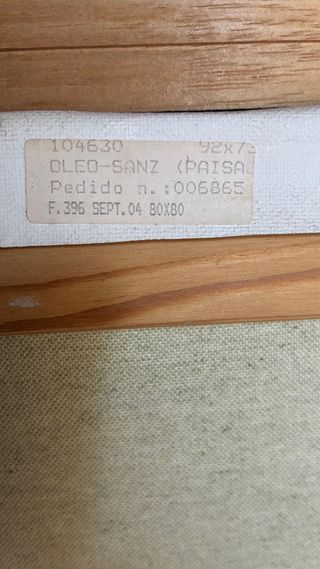 104630 92x7
OLEO-SANZ (PAISA
Pedido n.:006865
F.396 SEPT.04 80X80